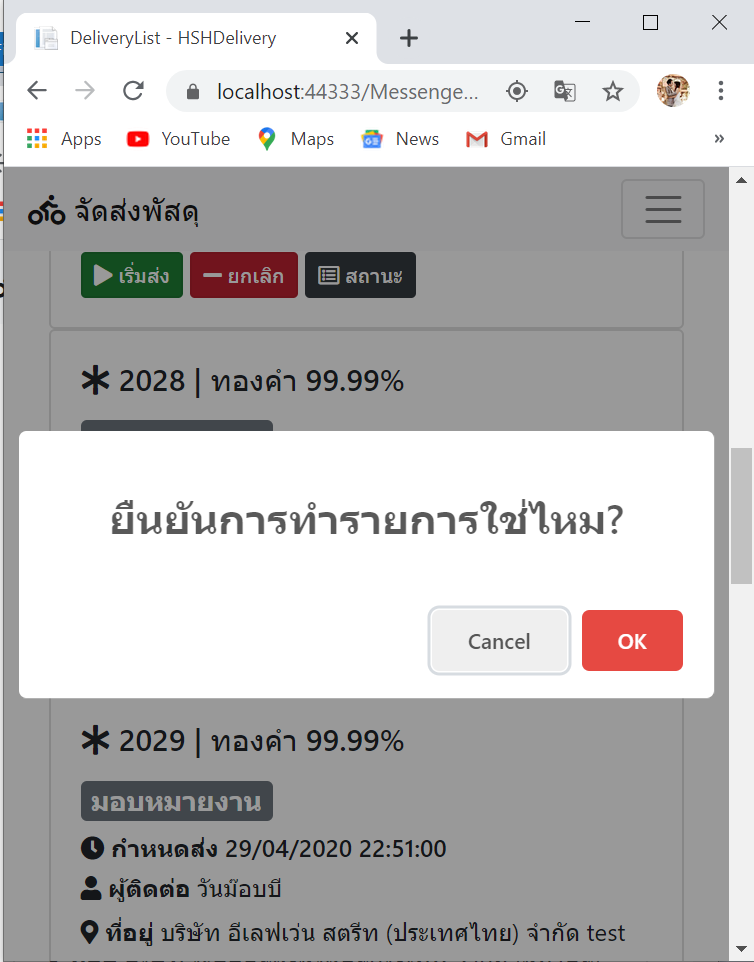 DeliveryList - HSHDelivery
localhost:44333/Messenge...
Apps YouTube Maps News Gmail »
จัดส่งพัสดุ
เริ่มส่ง ยกเลิก สถานะ
2028 | ทองคำ 99.99%
ยืนยันการทำรายการใช่ไหม?
Cancel OK
2029 | ทองคำ 99.99%
มอบหมายงาน
กำหนดส่ง 29/04/2020 22:51:00
ผู้ติดต่อ วันม๊อบบี
ที่อยู่ บริษัท อีเลฟเว่น สตรีท (ประเทศไทย) จำกัด test